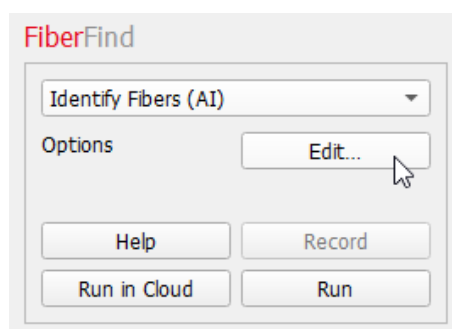 FiberFind
Identify Fibers (AI)
Options Edit...
Help Record
Run in Cloud Run